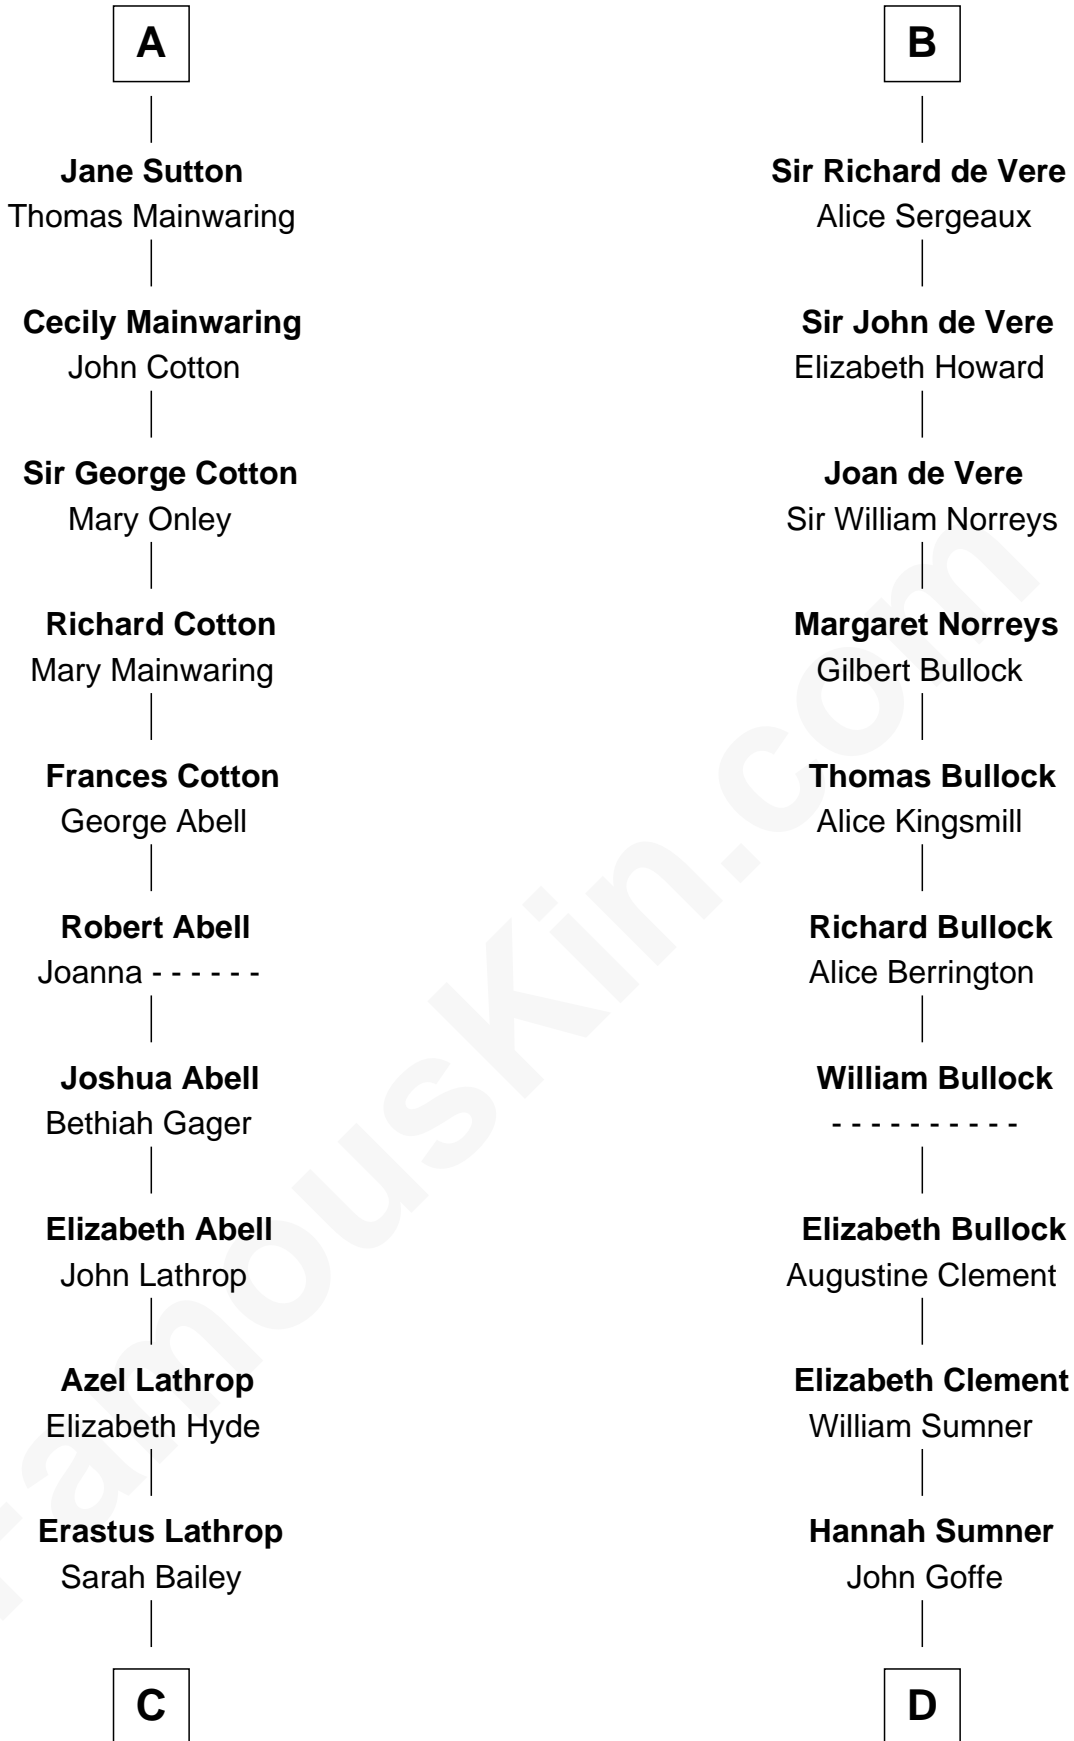 A
Jane Sutton
Thomas Mainwaring
Cecily Mainwaring
John Cotton
Sir George Cotton
Mary Onley
Richard Cotton
Mary Mainwaring
Frances Cotton
George Abell
Robert Abell
Joanna - - - - - -
Joshua Abell
Bethiah Gager
Elizabeth Abell
John Lathrop
Azel Lathrop
Elizabeth Hyde
Erastus Lathrop
Sarah Bailey
C
B
Sir Richard de Vere
Alice Sergeaux
Sir John de Vere
Elizabeth Howard
Joan de Vere
Sir William Norreys
Margaret Norreys
Gilbert Bullock
Thomas Bullock
Alice Kingsmill
Richard Bullock
Alice Berrington
William Bullock
- - - - - - - - - -
Elizabeth Bullock
Augustine Clement
Elizabeth Clement
William Sumner
Hannah Sumner
John Goffe
D
FamousKin.com